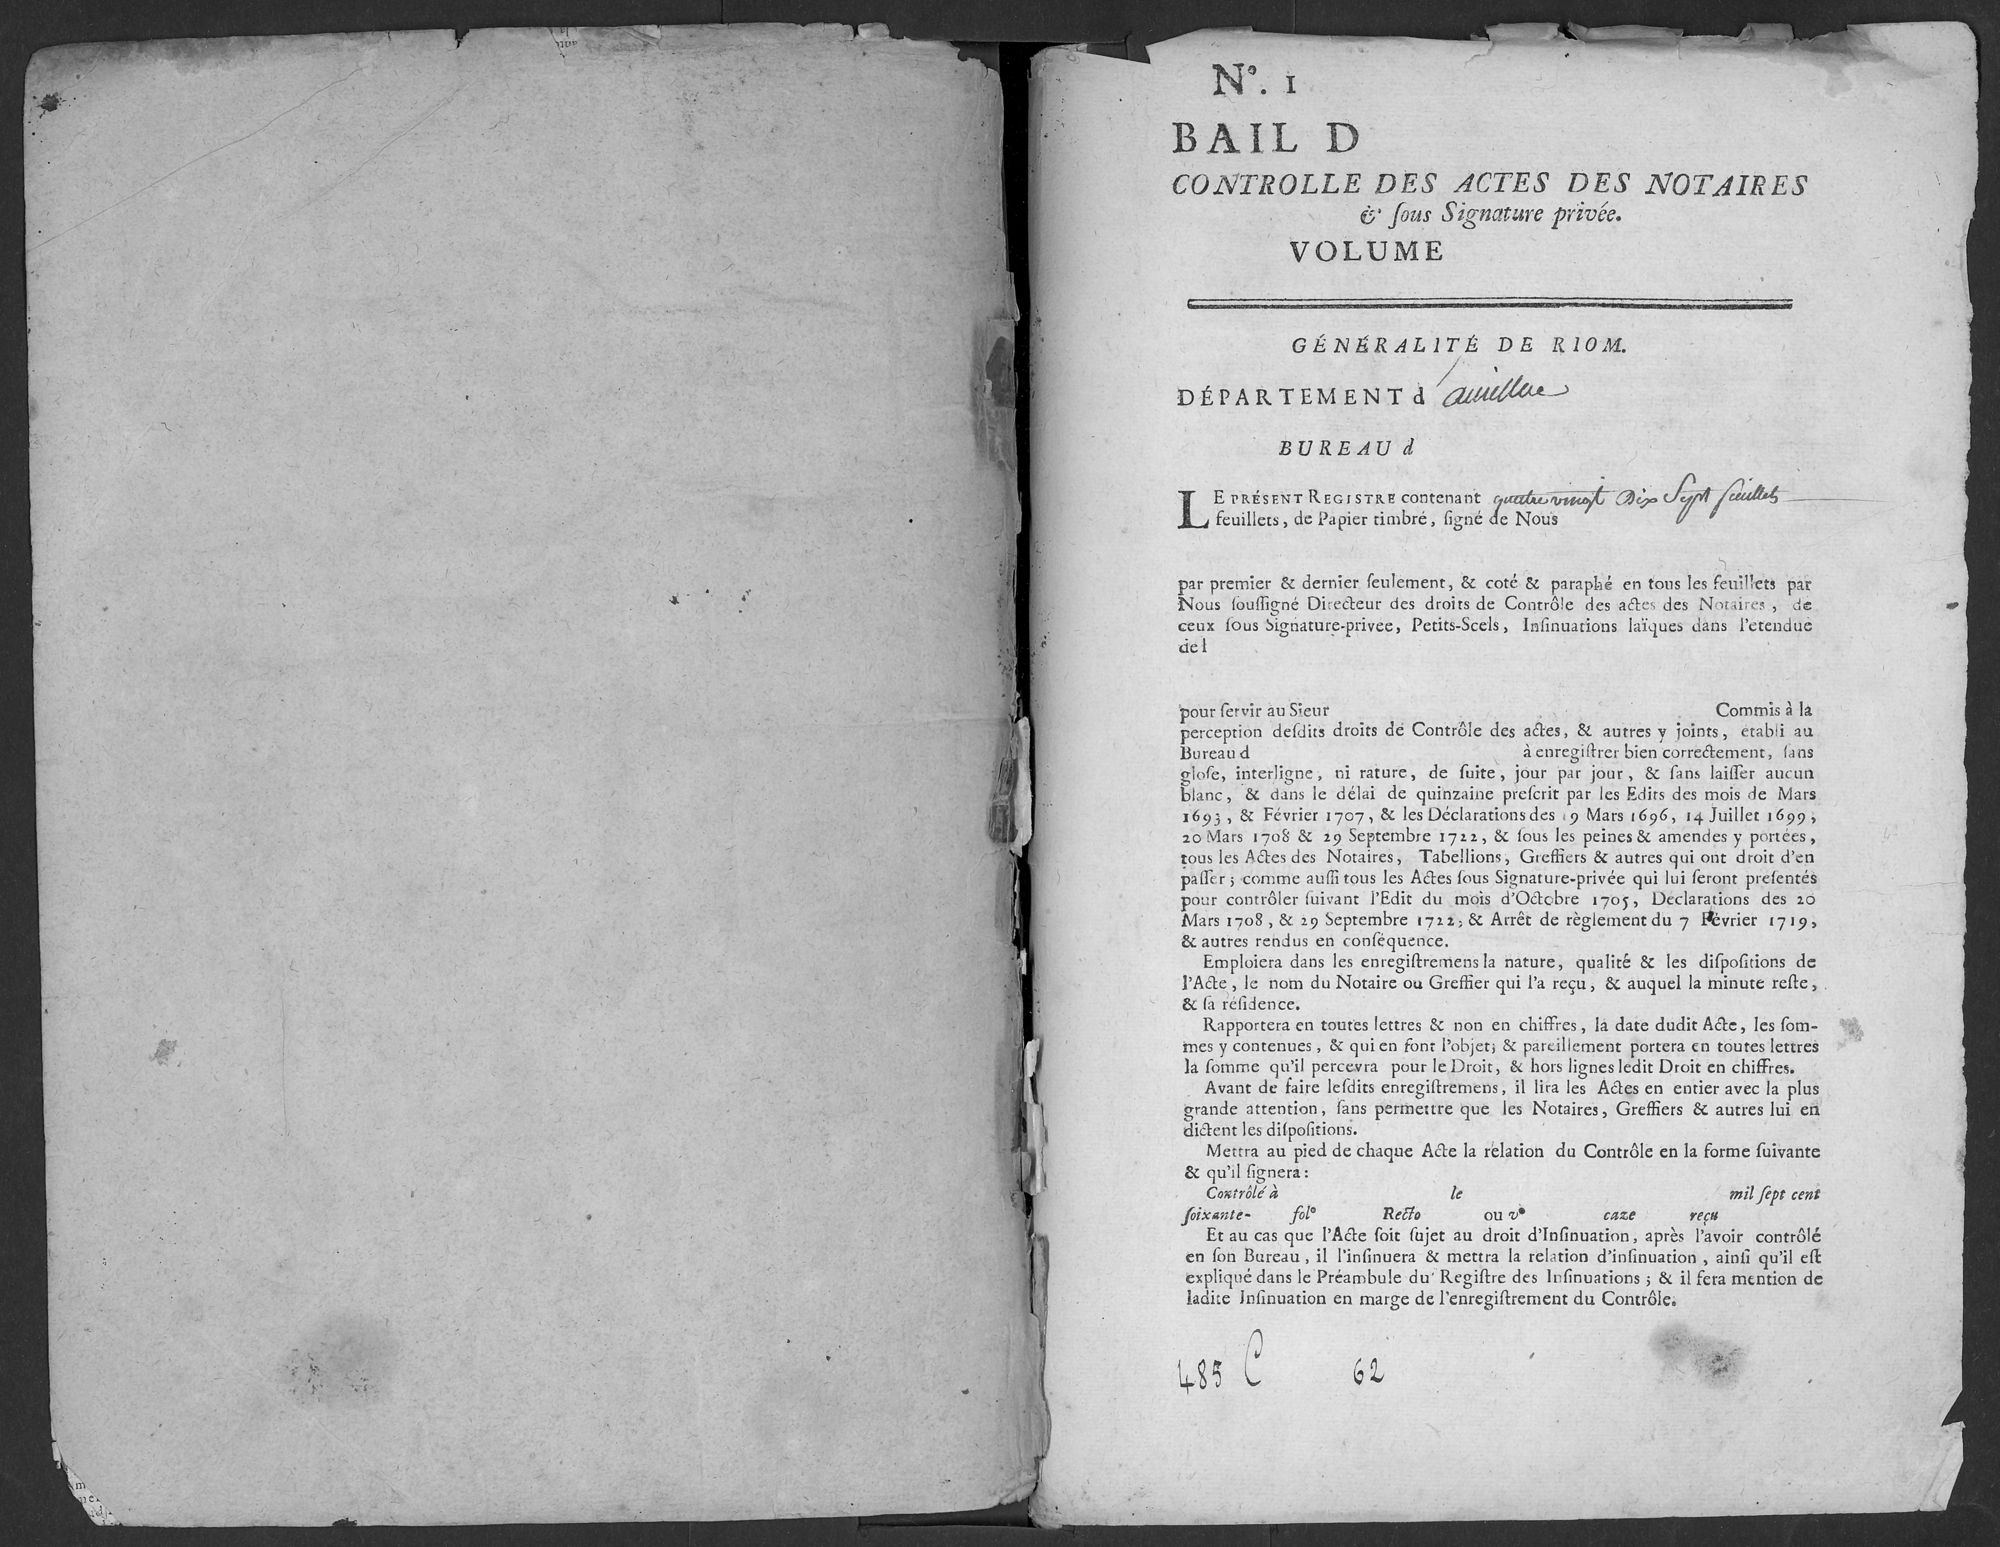 N°. 1
BAIL D
CONTROLLE DES ACTES DES NOTAIRES
& ſous Signature privée.
VOLUME
GÉNÉRALITÉ DE RIOM.
DÉPARTEMENT d'aurillac
BUREAU d
LE PRÉSENT REGISTRE contenant quatre vingt Dix Sept feuillets
feuillets, de Papier timbré, ſigné de Nous
par premier & dernier ſeulement, & coté & paraphé en tous les feuillets par
Nous ſouſſigné Directeur des droits de Contrôle des actes des Notaires, de
ceux ſous Signature-privee, Petits-Scels, Inſinuations laïques dans l'etendue
de l
pour ſervir au Sieur Commis à la
perception deſdits droits de Contrôle des actes, & autres y joints, établi au
Bureau d à enregiſtrer bien correctement, ſans
gloſe, interligne, ni rature, de ſuite, jour par jour, & ſans laiſſer aucun
blanc, & dans le délai de quinzaine preſcrit par les Edits des mois de Mars
1693, & Février 1707, & les Déclarations des 19 Mars 1696, 14 Juillet 1699,
20 Mars 1708 & 29 Septembre 1722, & ſous les peines & amendes y portées,
tous les Actes des Notaires, Tabellions, Greffiers & autres qui ont droit d'en
paſſer; comme auſſi tous les Actes ſous Signature-privée qui lui ſeront preſentés
pour contrôler ſuivant l'Edit du mois d'Octobre 1705, Déclarations des 20
Mars 1708, & 29 Septembre 1722; & Arrêt de règlement du 7 Février 1719,
& autres rendus en conſéquence.
Emploiera dans les enregiſtremens la nature, qualité & les diſpoſitions de
l'Acte, le nom du Notaire ou Greffier qui l'a reçu, & auquel la minute reſte,
& ſa réſidence.
Rapportera en toutes lettres & non en chiffres, la date dudit Acte, les ſom-
mes y contenues, & qui en font l'objet; & pareillement portera en toutes lettres
la ſomme qu'il percevra pour le Droit, & hors lignes ledit Droit en chiffres.
Avant de faire leſdits enregiſtremens, il lira les Actes en entier avec la plus
grande attention, ſans permettre que les Notaires, Greffiers & autres lui en
dictent les diſpoſitions.
Mettra au pied de chaque Acte la rélation du Contrôle en la forme ſuivante
& qu'il ſignera:
Contrôlé à le mil ſept cent
ſoixante- fol° Recto ou v° caze reçu
Et au cas que l'Acte ſoit ſujet au droit d'Inſinuation, après l'avoir contrôlé
en ſon Bureau, il l'inſinuera & mettra la relation d'inſinuation, ainſi qu'il eſt
expliqué dans le Préambule du Regiſtre des Inſinuations; & il fera mention de
ladite Inſinuation en marge de l'enregiſtrement du Contrôle.
485 C 62